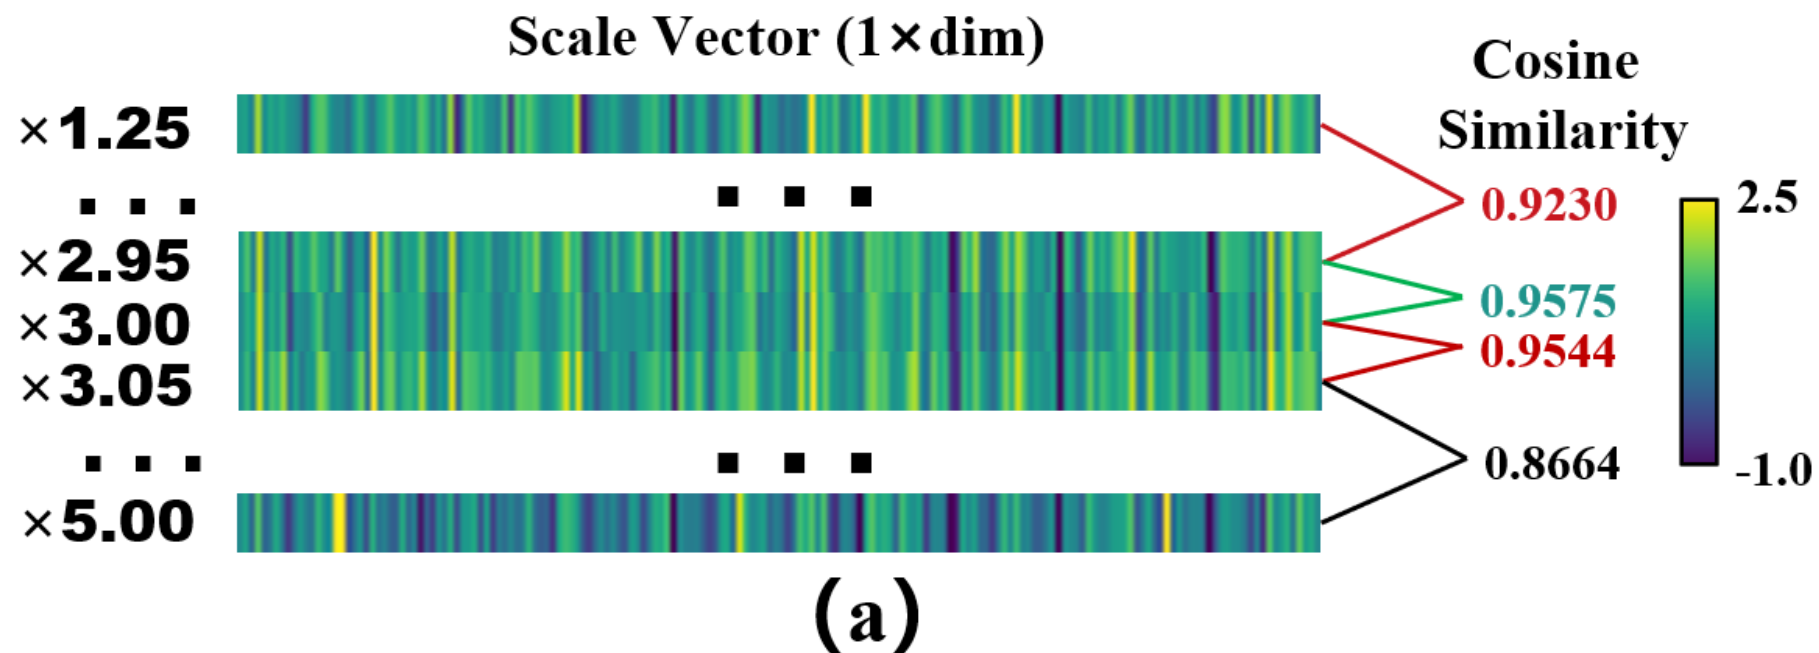 Scale Vector (1×dim)
Cosine
Similarity
×1.25
0.9230
2.5
×2.95
0.9575
×3.00
0.9544
×3.05
0.8664
-1.0
×5.00
(a)